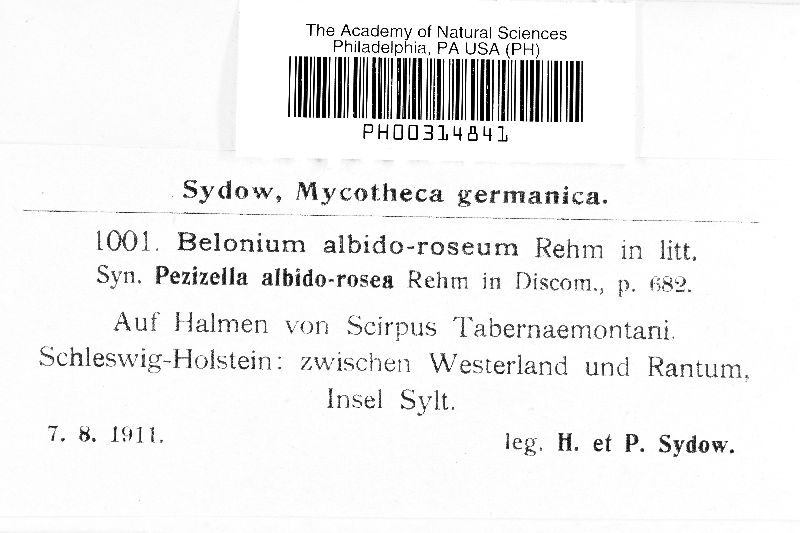 The Academy of Natural Sciences
Philadelphia, PA USA (PH)
PH00314841
Sydow, Mycotheca germanica.
1001. Belonium albido-roseum Rehm in litt.
Syn. Pezizella albido-rosea Rehm in Discom., p. 682.
Auf Halmen von Scirpus Tabernaemontani.
Schleswig-Holstein: zwischen Westerland und Rantum,
Insel Sylt.
7. 8. 1911.
leg. H. et P. Sydow.